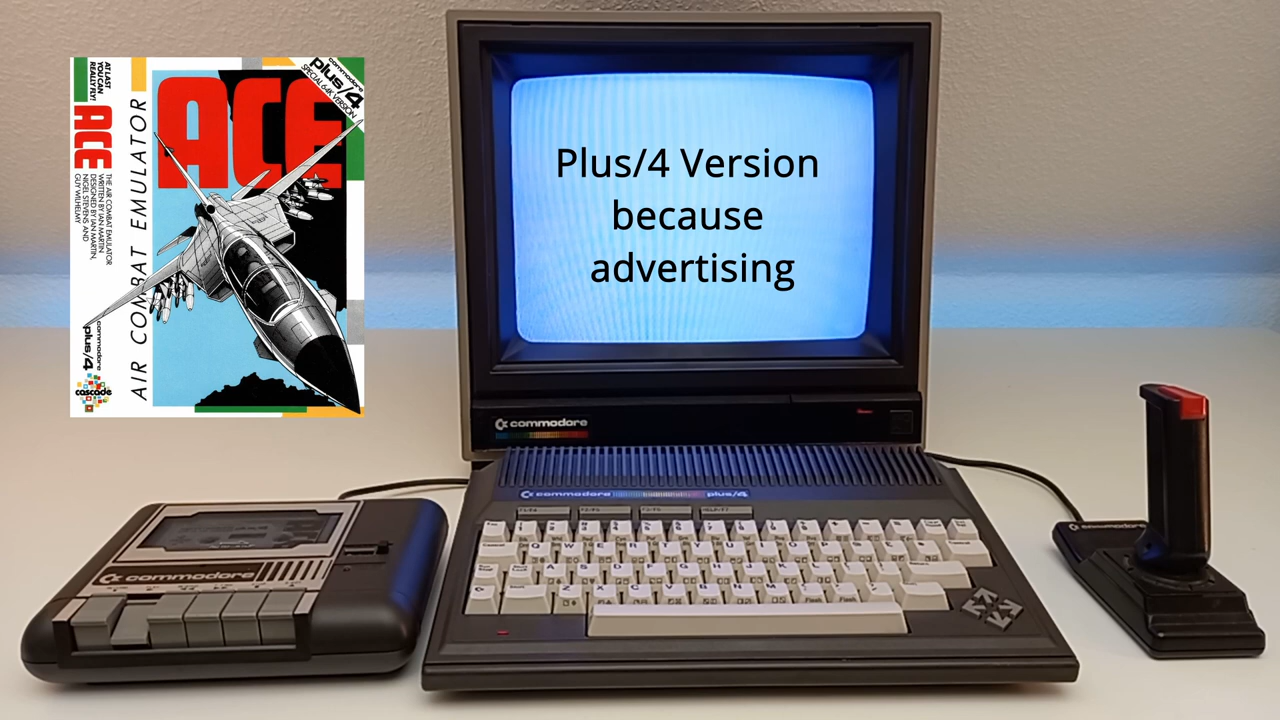 AT LAST
YOU CAN
REALLY FLY!
ACE
THE AIR COMBAT EMULATOR
WRITTEN BY IAN MARTIN
DESIGNED BY IAN MARTIN,
NIGEL STEVENS AND
GUY WILHELMY
commodore
plus/4
cascade
AIR COMBAT EMULATOR
ACE
commodore
plus/4
SPECIAL 64K VERSION
Plus/4 Version
because
advertising
commodore
commodore plus/4
HELP/F7
Q W E R T Y U I O P
A S D F G H J K L
Z X C V B N M
commodore
commodore